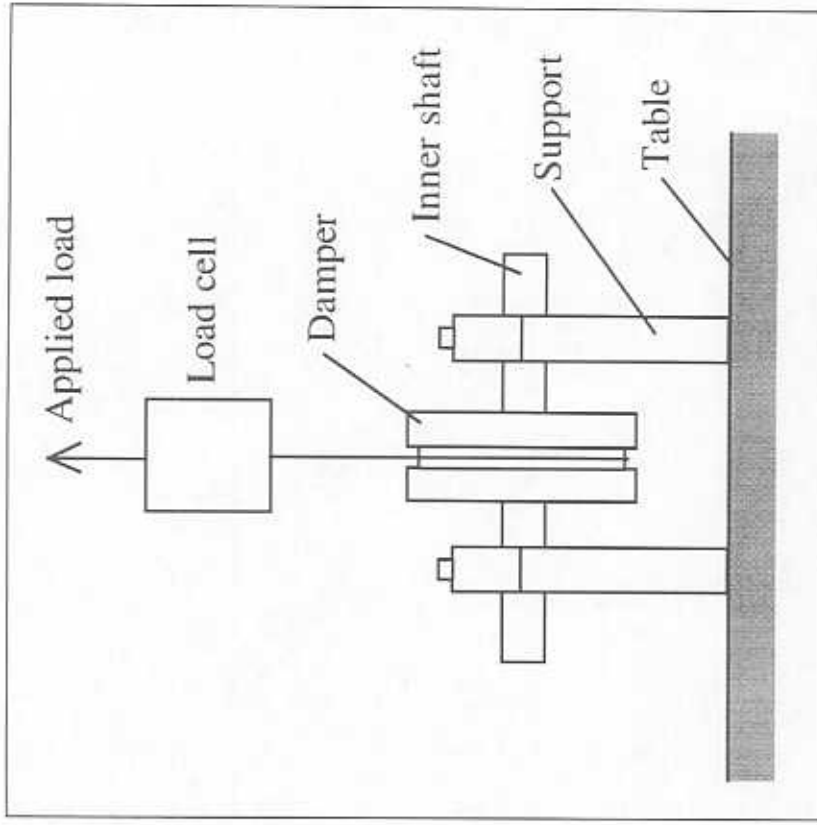 Applied load
Load cell
Damper
Inner shaft
Support
Table